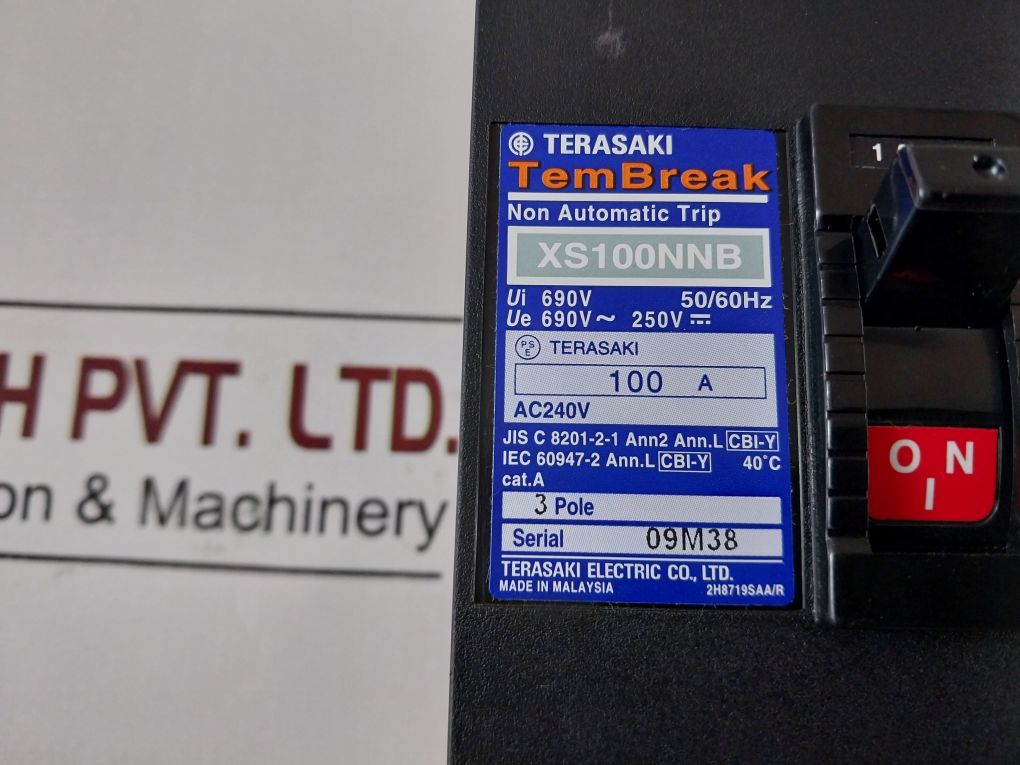 TERASAKI
TemBreak
Non Automatic Trip
XS100NNB
Ui 690V 50/60Hz
Ue 690V～ 250V⎓
PS
E
TERASAKI
100 A
AC240V
JIS C 8201-2-1 Ann2 Ann.L CBI-Y
IEC 60947-2 Ann.L CBI-Y 40°C
cat.A
3 Pole
Serial 09M38
TERASAKI ELECTRIC CO., LTD.
MADE IN MALAYSIA 2H8719SAA/R
1
ON
I
H PVT. LTD.
on & Machinery